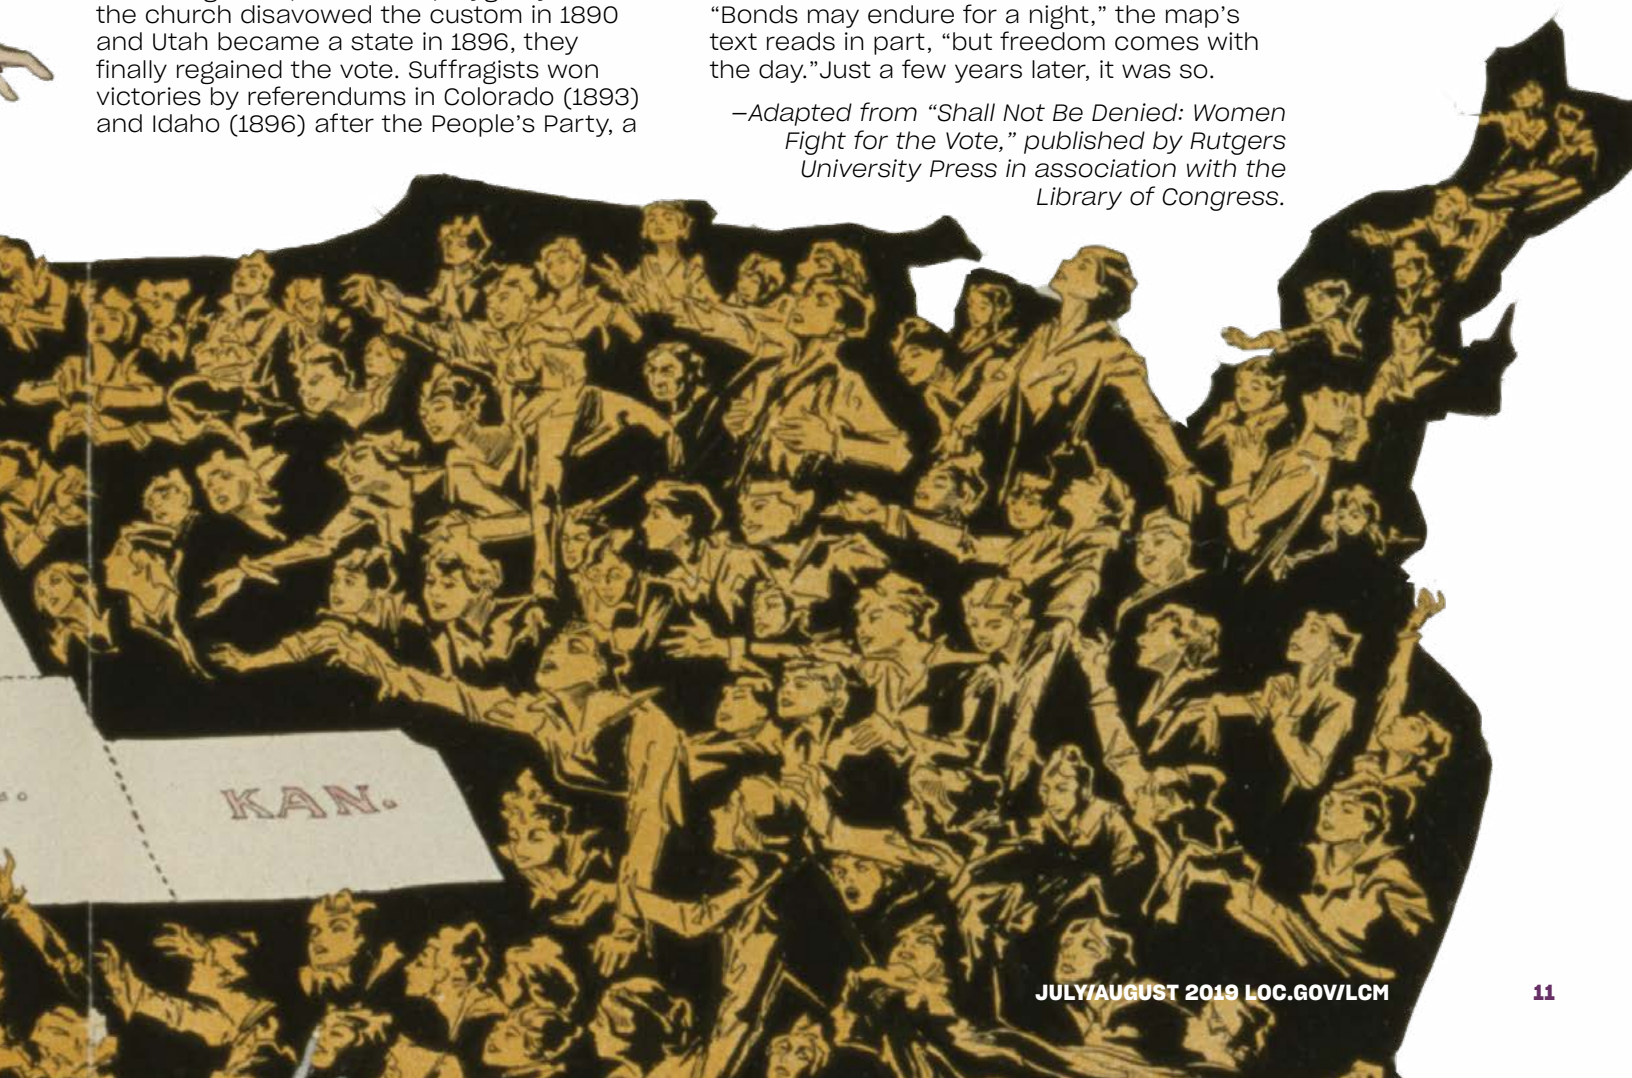 the church disavowed the custom in 1890
and Utah became a state in 1896, they
finally regained the vote. Suffragists won
victories by referendums in Colorado (1893)
and Idaho (1896) after the People’s Party, a
“Bonds may endure for a night,” the map’s
text reads in part, “but freedom comes with
the day.”Just a few years later, it was so.
—Adapted from “Shall Not Be Denied: Women
Fight for the Vote,” published by Rutgers
University Press in association with the
Library of Congress.
KAN.
JULY/AUGUST 2019 LOC.GOV/LCM
11